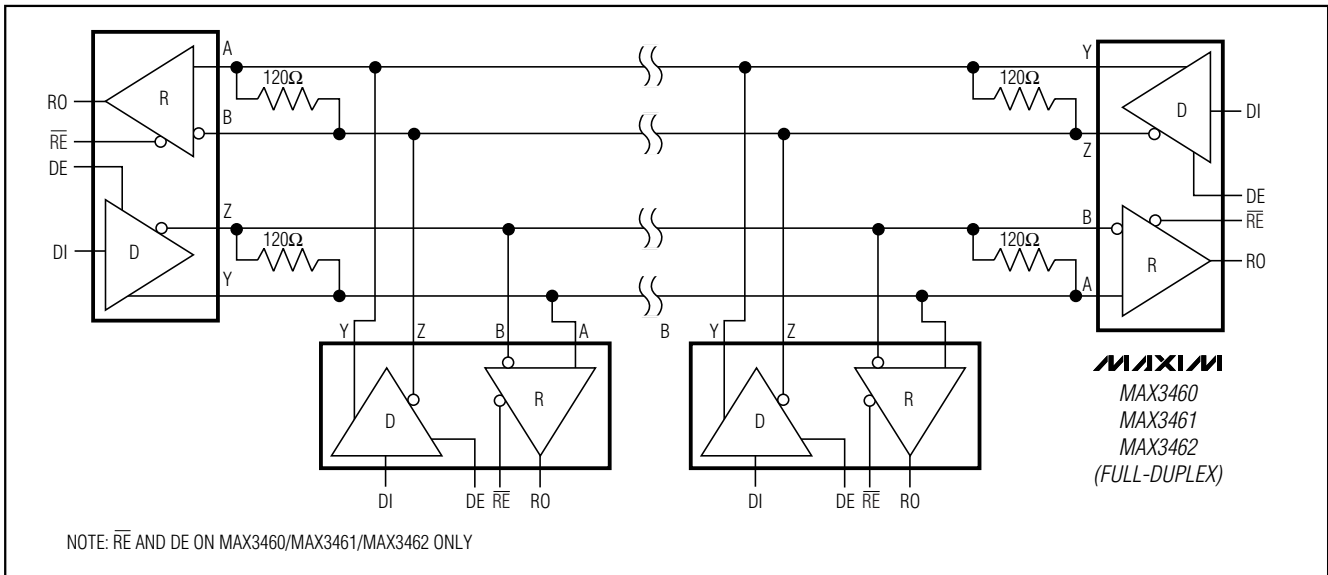 A
Y
120Ω
120Ω
RO
R
D
DI
B
Z
RE
DE
DE
Z
B
RE
120Ω
120Ω
DI
D
R
RO
Y
A
Y
Z
B
A
B
Y
Z
D
R
D
R
DI
DE
RE
RO
DI
DE
RE
RO
MAXIM
MAX3460
MAX3461
MAX3462
(FULL-DUPLEX)
NOTE: RE AND DE ON MAX3460/MAX3461/MAX3462 ONLY